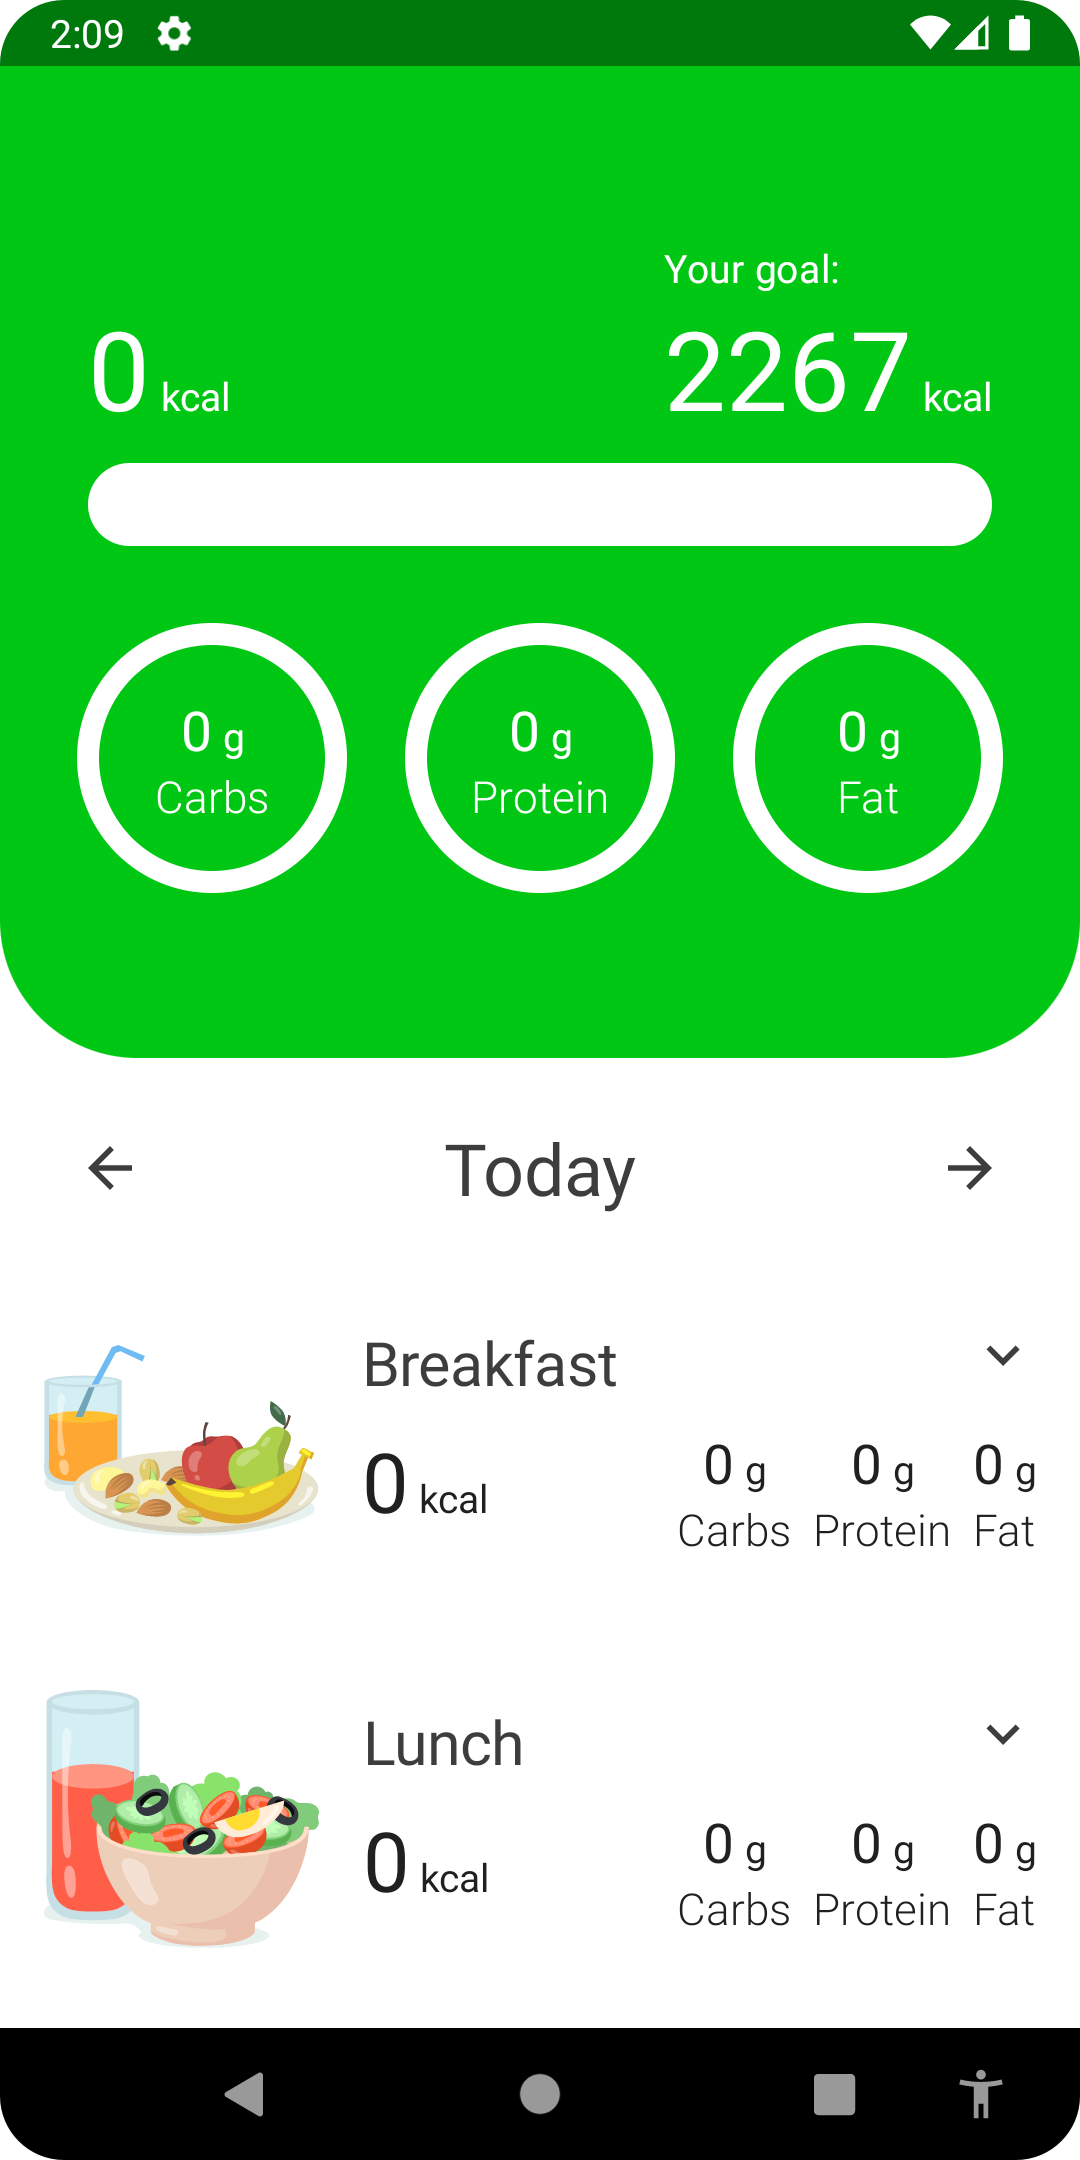 2:09
Your goal:
0 kcal
2267 kcal
0 g
Carbs
0 g
Protein
0 g
Fat
Today
Breakfast
0 kcal
0 g
Carbs
0 g
Protein
0 g
Fat
Lunch
0 kcal
0 g
Carbs
0 g
Protein
0 g
Fat